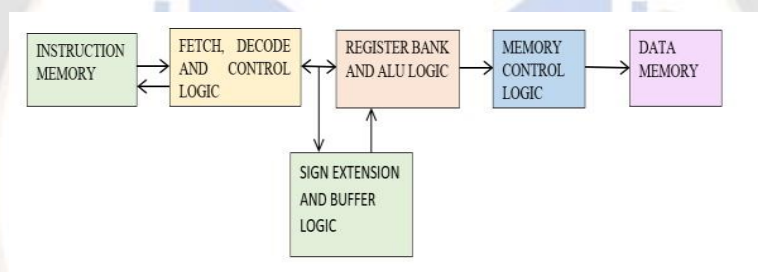 INSTRUCTION
MEMORY
FETCH, DECODE
AND CONTROL
LOGIC
REGISTER BANK
AND ALU LOGIC
MEMORY
CONTROL
LOGIC
DATA
MEMORY
SIGN EXTENSION
AND BUFFER
LOGIC